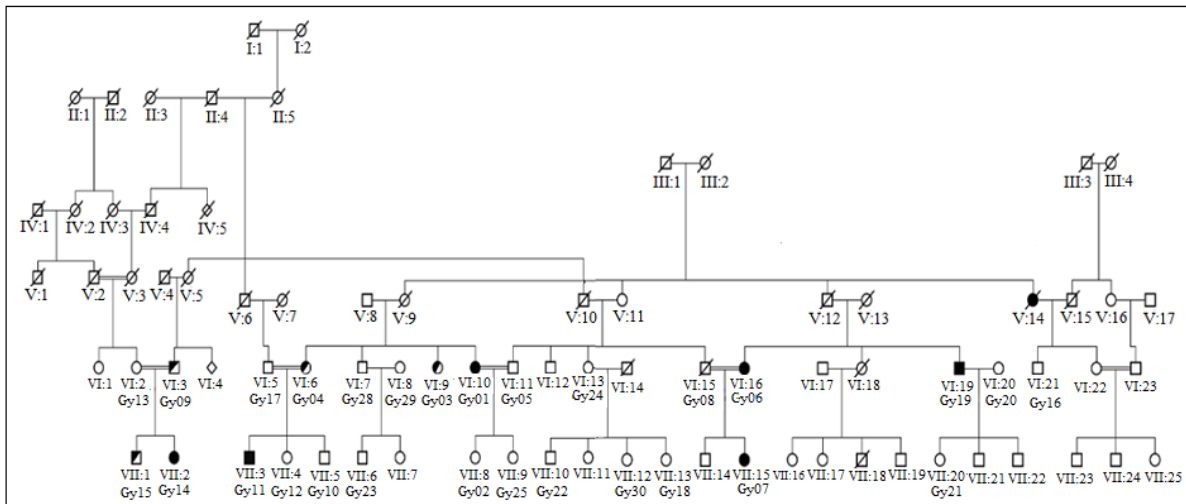 I:1 I:2
II:1 II:2 II:3 II:4 II:5
III:1 III:2 III:3 III:4
IV:1 IV:2 IV:3 IV:4 IV:5
V:1 V:2 V:3 V:4 V:5 V:6 V:7 V:8 V:9 V:10 V:11 V:12 V:13 V:14 V:15 V:16 V:17
VI:1 VI:2 VI:3 VI:4 VI:5 VI:6 VI:7 VI:8 VI:9 VI:10 VI:11 VI:12 VI:13 VI:14 VI:15 VI:16 VI:17 VI:18 VI:19 VI:20 VI:21 VI:22 VI:23
Gy13 Gy09 Gy17 Gy04 Gy28 Gy29 Gy03 Gy01 Gy05 Gy24 Gy08 Gy06 Gy19 Gy20 Gy16
VII:1 VII:2 VII:3 VII:4 VII:5 VII:6 VII:7 VII:8 VII:9 VII:10 VII:11 VII:12 VII:13 VII:14 VII:15 VII:16 VII:17 VII:18 VII:19 VII:20 VII:21 VII:22 VII:23 VII:24 VII:25
Gy15 Gy14 Gy11 Gy12 Gy10 Gy23 Gy02 Gy25 Gy22 Gy30 Gy18 Gy07 Gy21